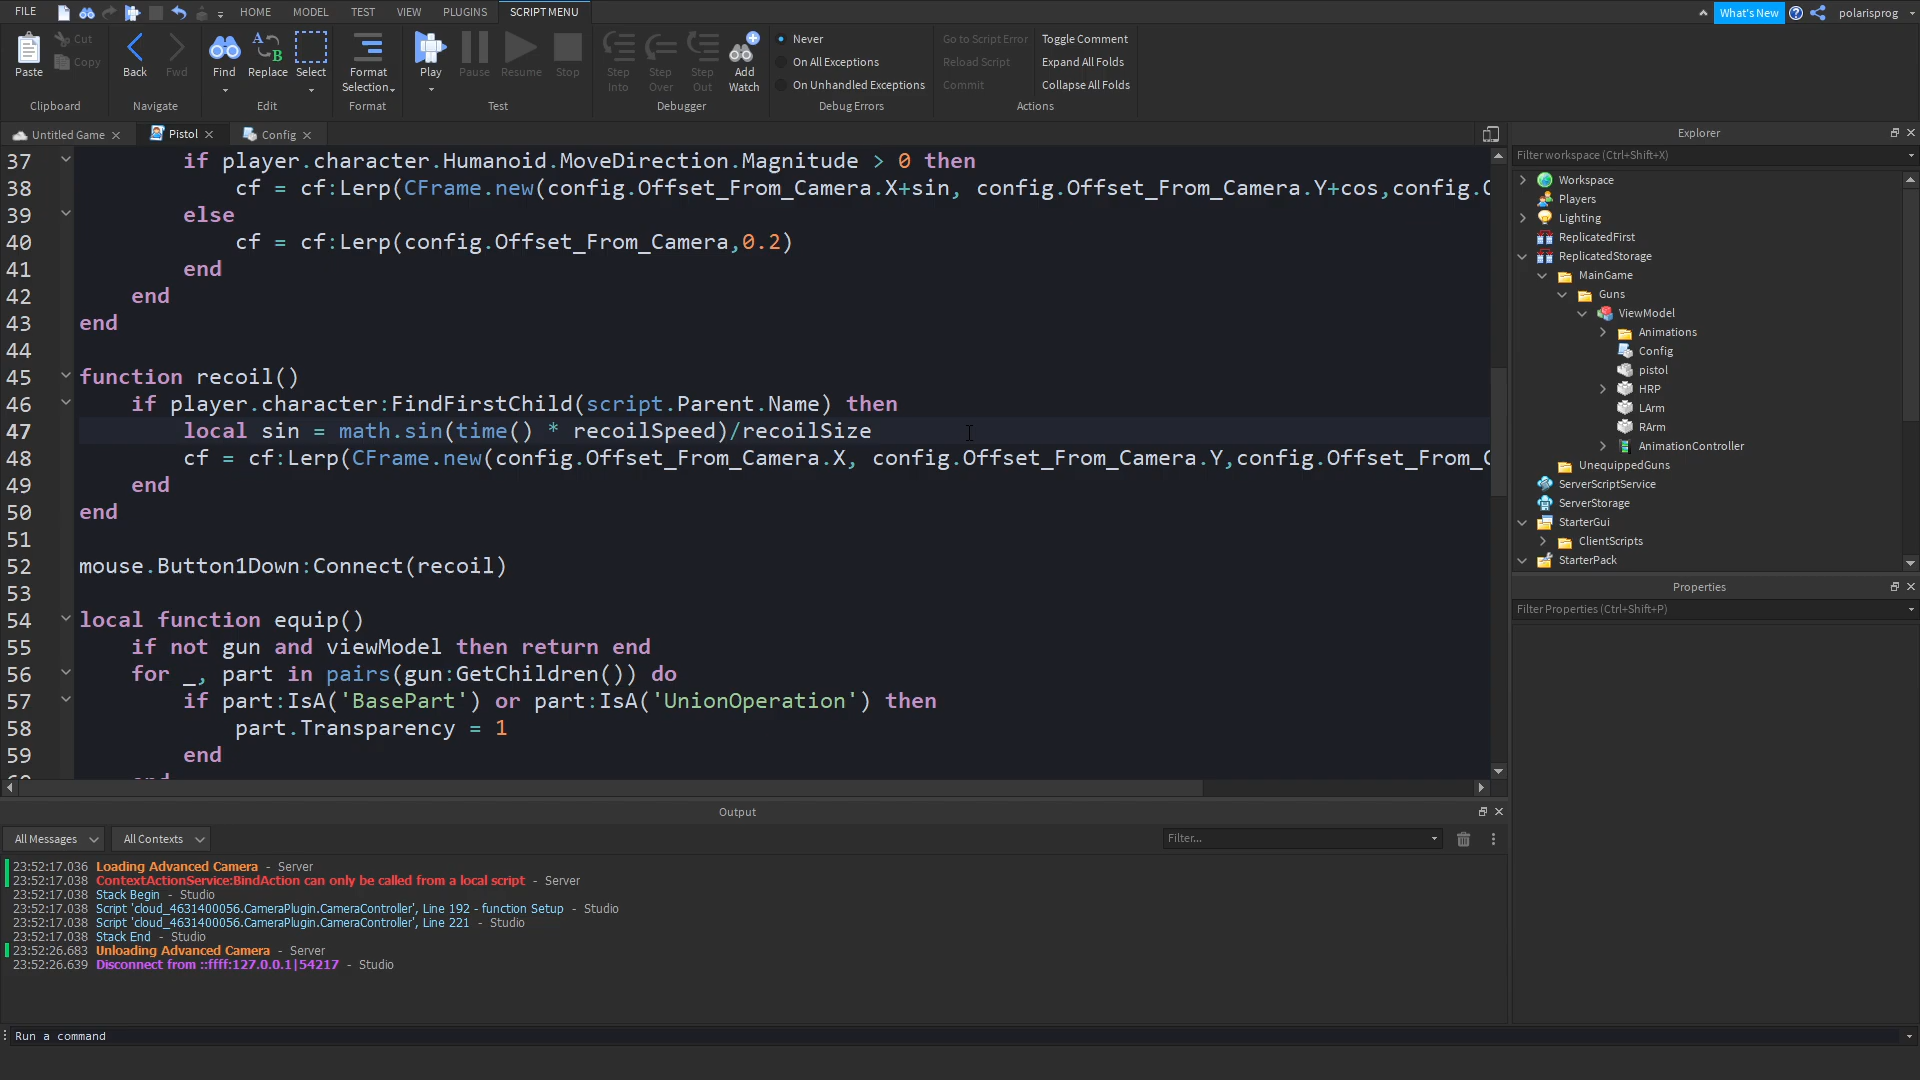 FILE
HOME
MODEL
TEST
VIEW
PLUGINS
SCRIPT MENU
What's New
polarisprog
Paste
Cut
Copy
Clipboard
Back
Fwd
Navigate
Find
Replace
Select
Edit
Format
Selection
Format
Play
Pause
Resume
Stop
Test
Step
Into
Step
Over
Step
Out
Add
Watch
Debugger
Never
On All Exceptions
On Unhandled Exceptions
Debug Errors
Go to Script Error
Reload Script
Commit
Toggle Comment
Expand All Folds
Collapse All Folds
Actions
Untitled Game
Pistol
Config
37 if player.character.Humanoid.MoveDirection.Magnitude > 0 then
38 cf = cf:Lerp(CFrame.new(config.Offset_From_Camera.X+sin, config.Offset_From_Camera.Y+cos,config.O
39 else
40 cf = cf:Lerp(config.Offset_From_Camera,0.2)
41 end
42 end
43 end
44
45 function recoil()
46 if player.character:FindFirstChild(script.Parent.Name) then
47 local sin = math.sin(time() * recoilSpeed)/recoilSize
48 cf = cf:Lerp(CFrame.new(config.Offset_From_Camera.X, config.Offset_From_Camera.Y,config.Offset_From_C
49 end
50 end
51
52 mouse.Button1Down:Connect(recoil)
53
54 local function equip()
55 if not gun and viewModel then return end
56 for _, part in pairs(gun:GetChildren()) do
57 if part:IsA('BasePart') or part:IsA('UnionOperation') then
58 part.Transparency = 1
59 end
60 end
Explorer
Filter workspace (Ctrl+Shift+X)
Workspace
Players
Lighting
ReplicatedFirst
ReplicatedStorage
MainGame
Guns
ViewModel
Animations
Config
pistol
HRP
LArm
RArm
AnimationController
UnequippedGuns
ServerScriptService
ServerStorage
StarterGui
ClientScripts
StarterPack
Properties
Filter Properties (Ctrl+Shift+P)
Output
All Messages
All Contexts
Filter...
23:52:17.036 Loading Advanced Camera - Server
23:52:17.038 ContextActionService:BindAction can only be called from a local script - Server
23:52:17.038 Stack Begin - Studio
23:52:17.038 Script 'cloud_4631400056.CameraPlugin.CameraController', Line 192 - function Setup - Studio
23:52:17.038 Script 'cloud_4631400056.CameraPlugin.CameraController', Line 221 - Studio
23:52:17.038 Stack End - Studio
23:52:26.683 Unloading Advanced Camera - Server
23:52:26.639 Disconnect from ::ffff:127.0.0.1|54217 - Studio
Run a command